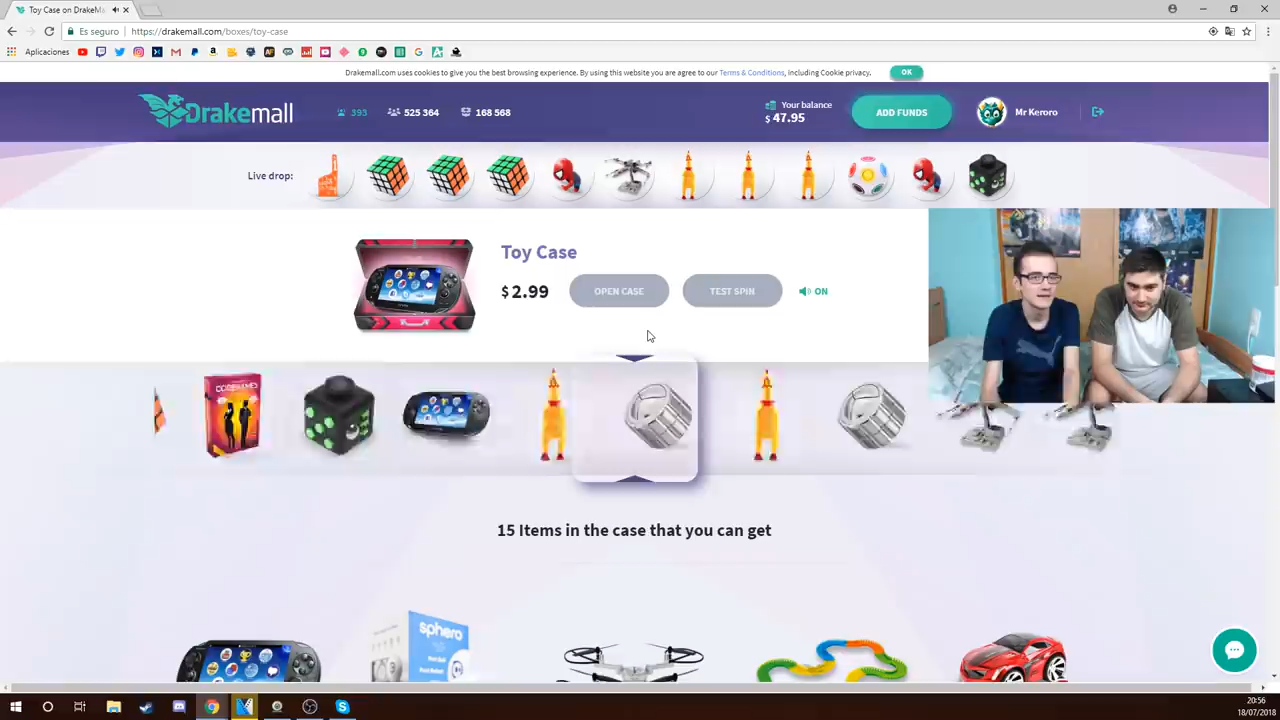 Toy Case on DrakeMa
Es seguro
https://drakemall.com/boxes/toy-case
Aplicaciones
Drakemall.com uses cookies to give you the best browsing experience. By using this website you are agree to our Terms & Conditions, including Cookie privacy.
OK
Drakemall
393
525 364
168 568
Your balance
$ 47.95
ADD FUNDS
Mr Keroro
Live drop:
Toy Case
$ 2.99
OPEN CASE
TEST SPIN
ON
CODENAMES
15 Items in the case that you can get
sphero
20:56
18/07/2018